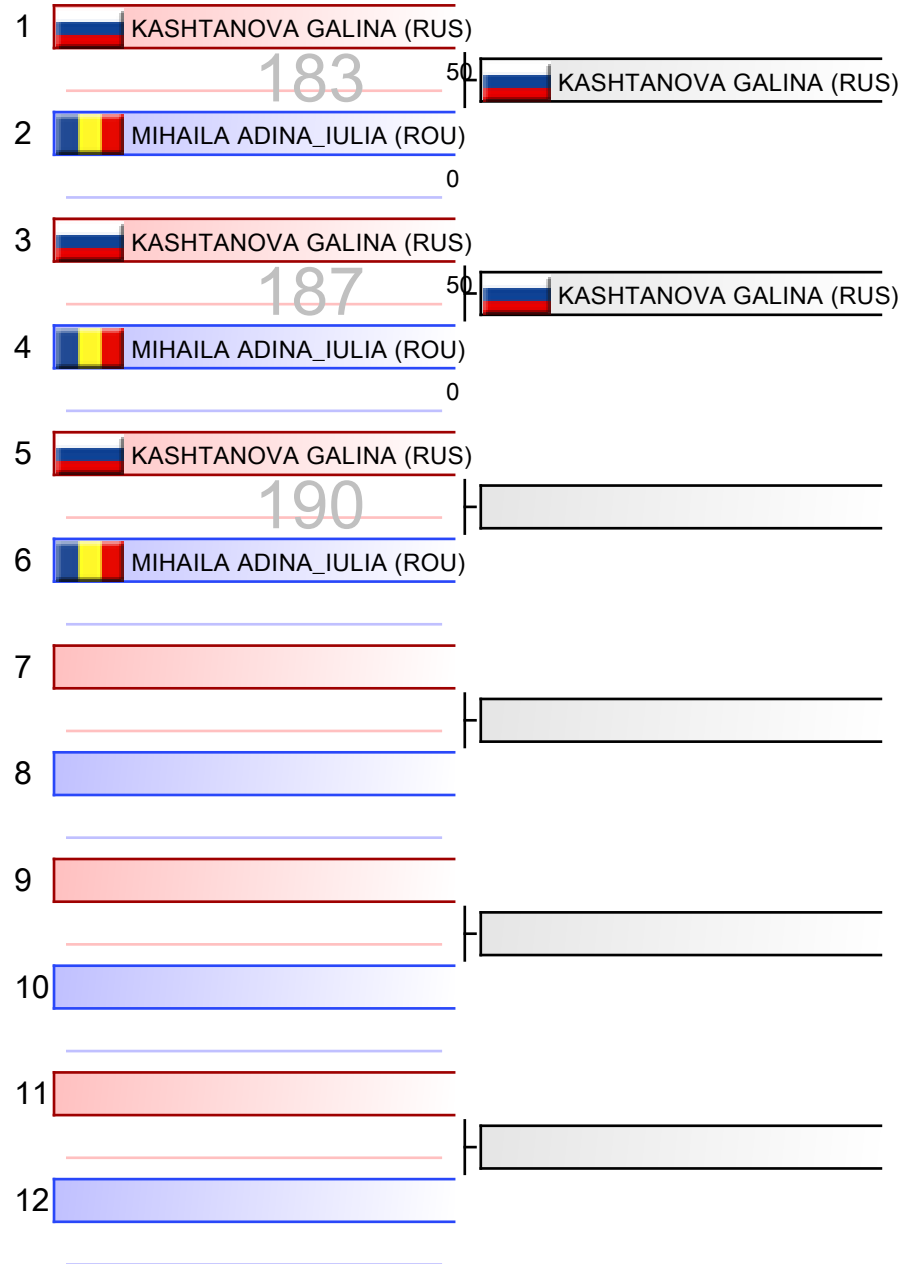 1 KASHTANOVA GALINA (RUS)
183 50 KASHTANOVA GALINA (RUS)
2 MIHAILA ADINA_IULIA (ROU)
0
3 KASHTANOVA GALINA (RUS)
187 50 KASHTANOVA GALINA (RUS)
4 MIHAILA ADINA_IULIA (ROU)
0
5 KASHTANOVA GALINA (RUS)
190
6 MIHAILA ADINA_IULIA (ROU)
7
8
9
10
11
12